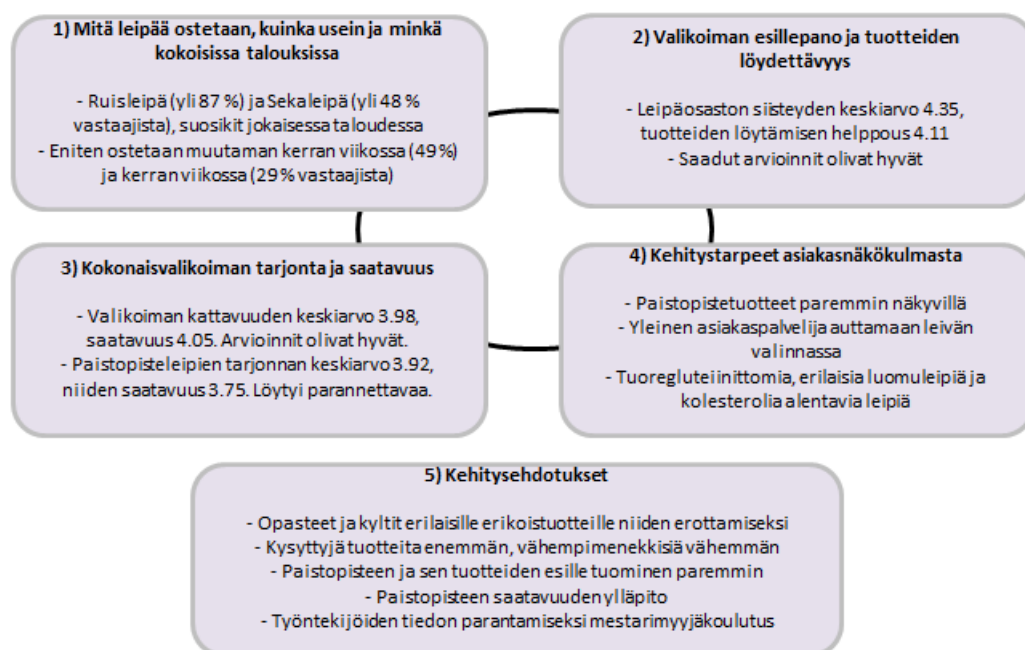 1) Mitä leipää ostetaan, kuinka usein ja minkä
kokoisissa talouksissa
- Ruisleipä (yli 87 %) ja Sekaleipä (yli 48 %
vastaajista), suosikit jokaisessa taloudessa
- Eniten ostetaan muutaman kerran viikossa (49%)
ja kerran viikossa (29% vastaajista)
2) Valikoiman esillepano ja tuotteiden
löydettävyys
- Leipäosaston siisteyden keskiarvo 4.35,
tuotteiden löytämisen helppous 4.11
- Saadut arvioinnit olivat hyvät
3) Kokonaisvalikoiman tarjonta ja saatavuus
- Valikoiman kattavuuden keskiarvo 3.98,
saatavuus 4.05. Arvioinnit olivat hyvät.
- Paistopisteleipien tarjonnan keskiarvo 3.92,
niiden saatavuus 3.75. Löytyi parannettavaa.
4) Kehitystarpeet asiakasnäkökulmasta
- Paistopistetuotteet paremmin näkyvillä
- Yleinen asiakaspalvelija auttamaan leivän
valinnassa
- Tuoregluteiinittomia, erilaisia luomuleipiä ja
kolesterolia alentavia leipiä
5) Kehitysehdotukset
- Opasteet ja kyltit erilaisille erikoistuotteille niiden erottamiseksi
- Kysyttyjä tuotteita enemmän, vähempimenekkisiä vähemmän
- Paistopisteen ja sen tuotteiden esille tuominen paremmin
- Paistopisteen saatavuuden ylläpito
- Työntekijöiden tiedon parantamiseksi mestarimyyjäkoulutus